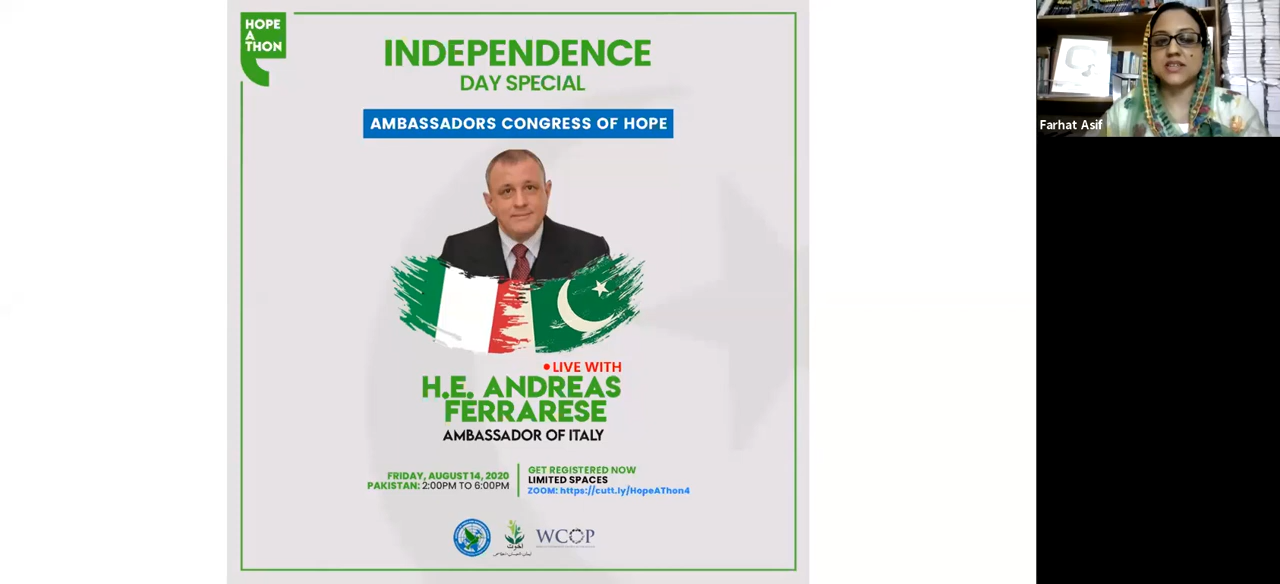 HOPE
A
THON
INDEPENDENCE
DAY SPECIAL
AMBASSADORS CONGRESS OF HOPE
•LIVE WITH
H.E. ANDREAS
FERRARESE
AMBASSADOR OF ITALY
FRIDAY, AUGUST 14, 2020
PAKISTAN: 2:00PM TO 6:00PM
GET REGISTERED NOW
LIMITED SPACES
ZOOM: https://cutt.ly/HopeAThon4
اخوت
WCOP
Farhat Asif